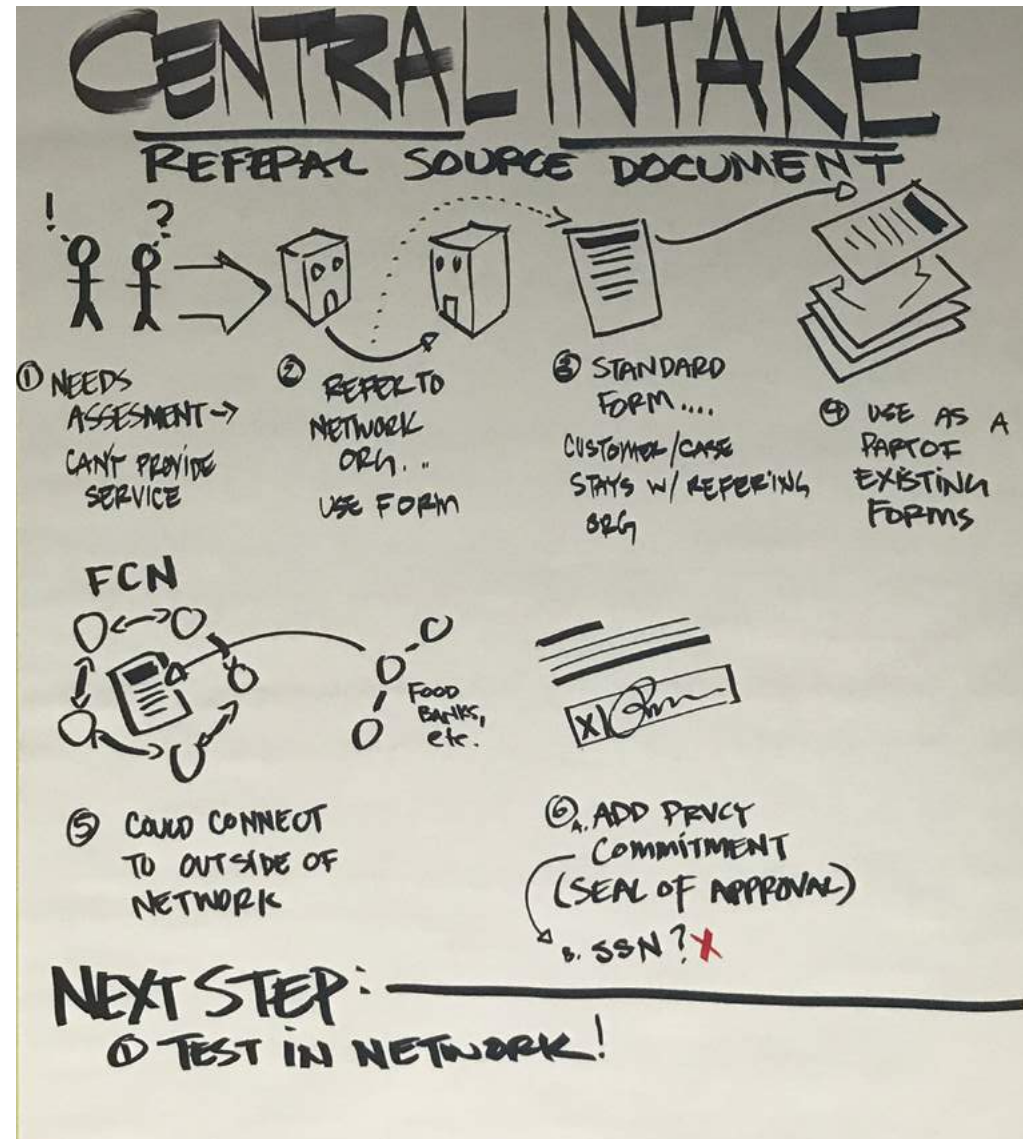 CENTRAL INTAKE
REFERRAL SOURCE DOCUMENT
! ?
① NEEDS
ASSESMENT →
CAN'T PROVIDE
SERVICE
② REFER TO
NETWORK
ORG...
USE FORM
③ STANDARD
FORM....
CUSTOMER/CASE
STAYS W/ REFERING
ORG
④ USE AS A
PART OF
EXISTING
FORMS
FCN
FOOD
BANKS,
etc.
⑤ COULD CONNECT
TO OUTSIDE OF
NETWORK
X
⑥ A. ADD PRVCY
COMMITMENT
(SEAL OF APPROVAL)
B. SSN? X
NEXT STEP:
① TEST IN NETWORK!